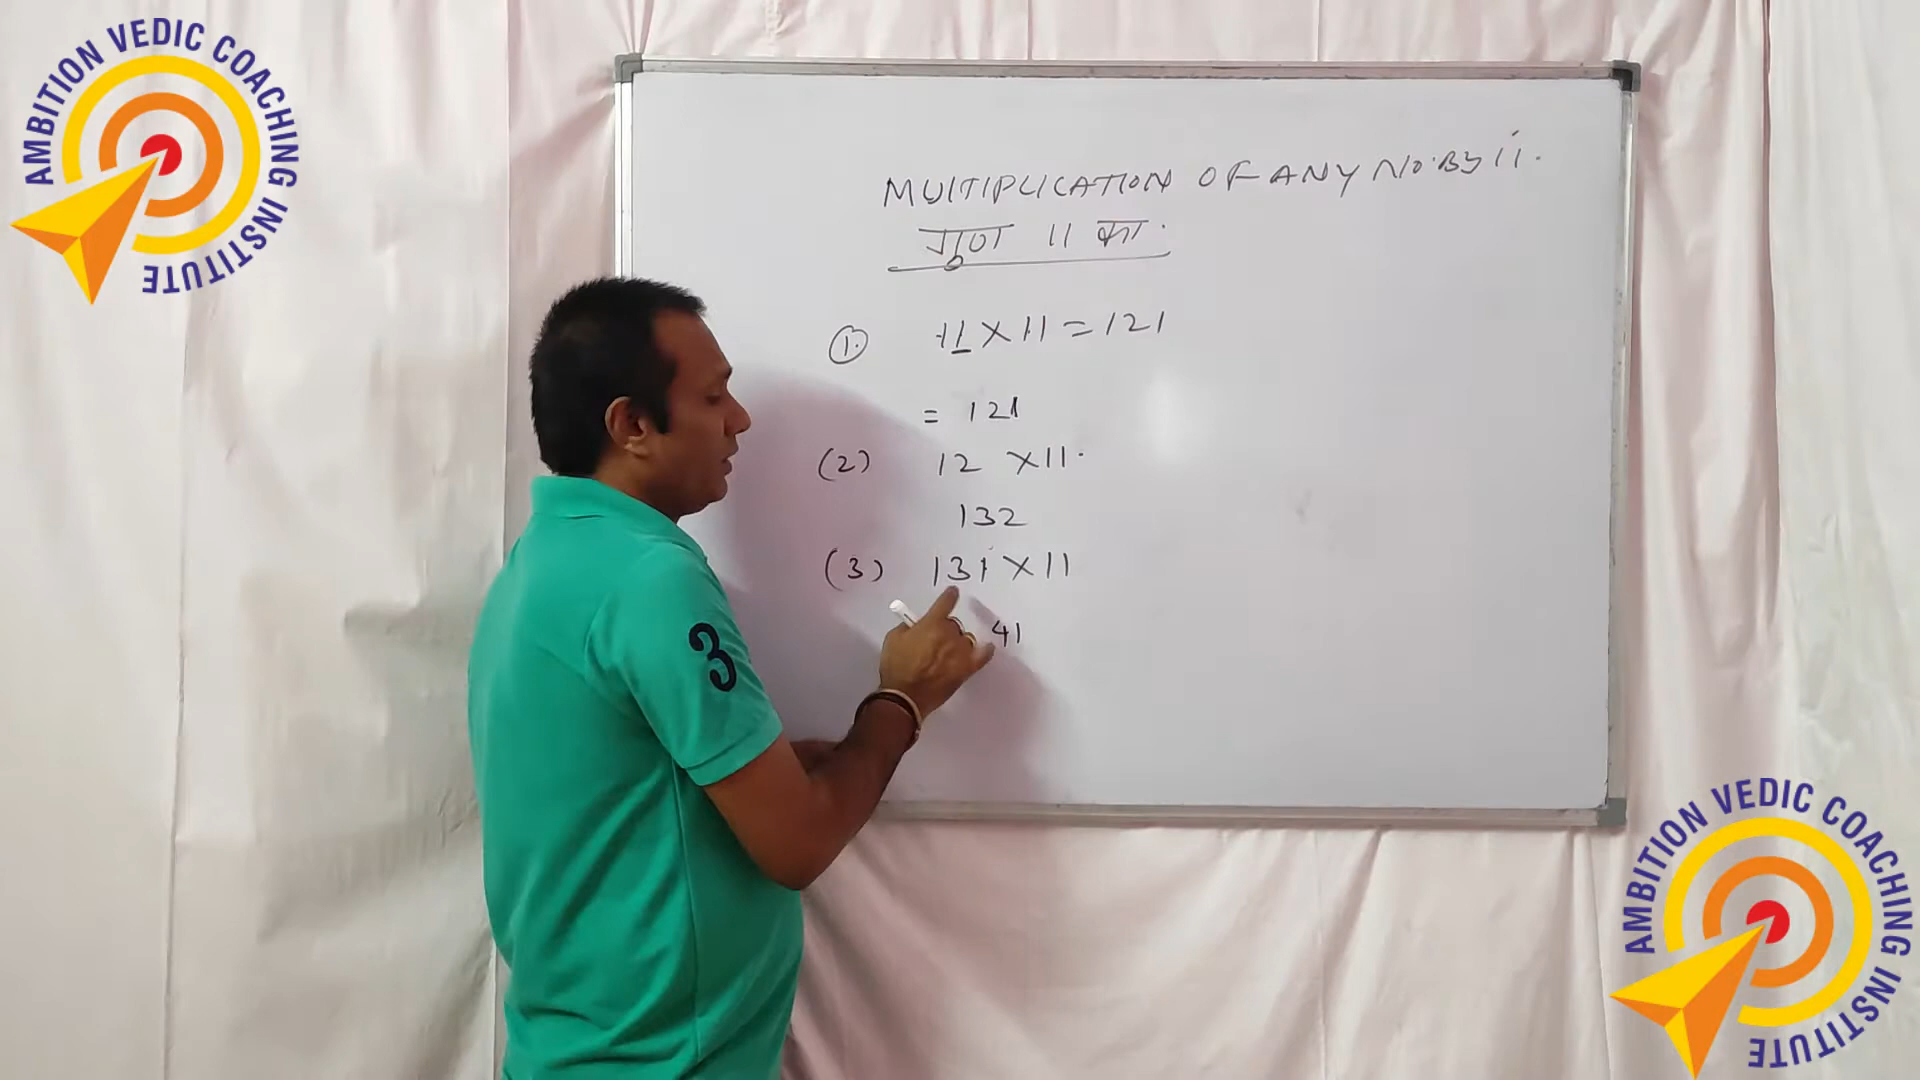 AMBITION VEDIC COACHING INSTITUTE
MULTIPLICATION OF ANY NO. BY 11.
गुणा 11 का.
1. 11 X 11 = 121
= 121
(2) 12 X 11.
132
(3) 131 X 11
41
3
AMBITION VEDIC COACHING INSTITUTE